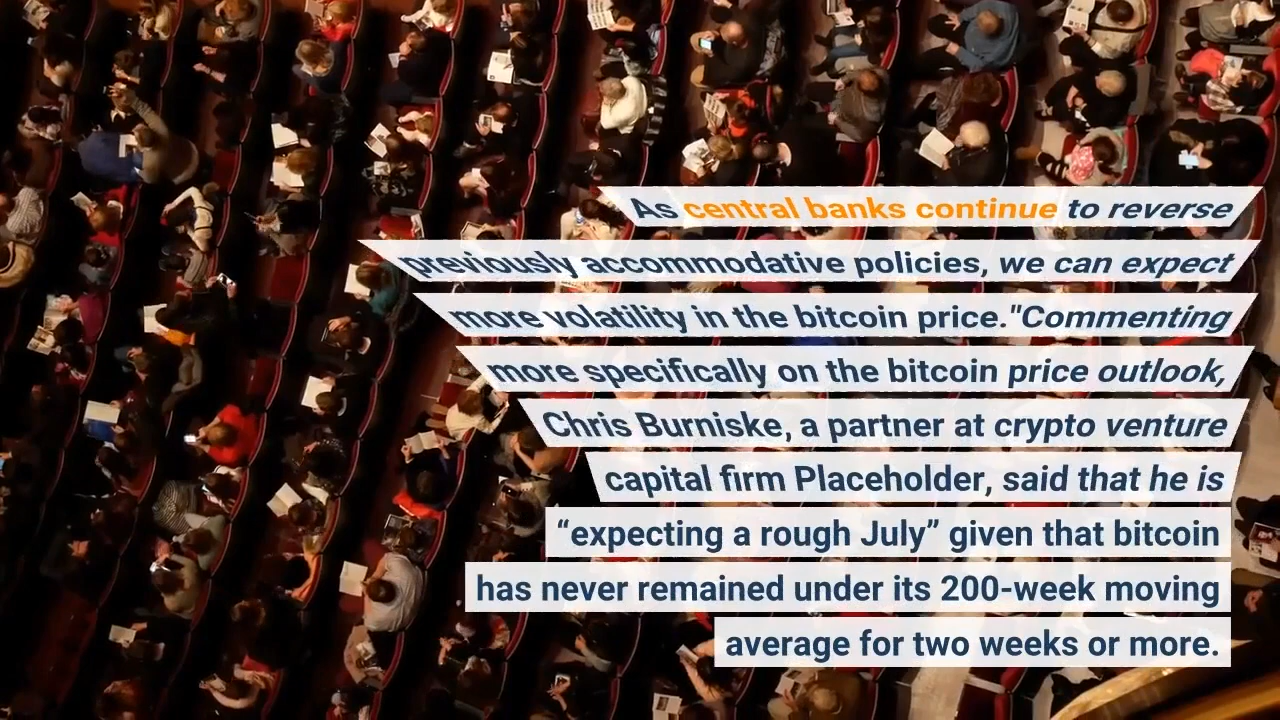 As central banks continue to reverse
previously accommodative policies, we can expect
more volatility in the bitcoin price."Commenting
more specifically on the bitcoin price outlook,
Chris Burniske, a partner at crypto venture
capital firm Placeholder, said that he is
“expecting a rough July” given that bitcoin
has never remained under its 200-week moving
average for two weeks or more.